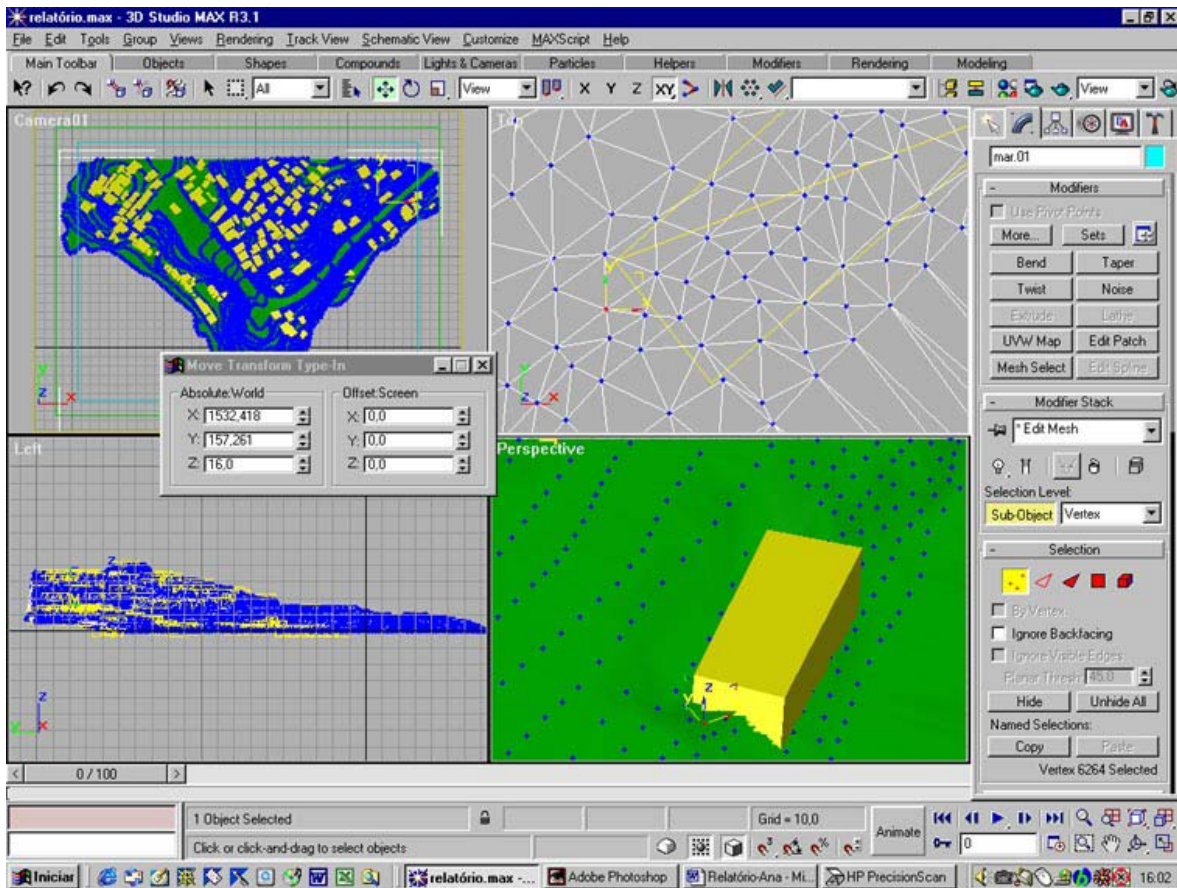 relatório.max - 3D Studio MAX R3.1
File Edit Tools Group Views Rendering Track View Schematic View Customize MAXScript Help
Main Toolbar Objects Shapes Compounds Lights & Cameras Particles Helpers Modifiers Rendering Modeling
All View X Y Z XY View
Camera01
Top
mar.01
Modifiers
Use Pivot Points
More... Sets
Bend Taper
Twist Noise
Extrude Lathe
UVW Map Edit Patch
Mesh Select Edit Spline
Move Transform Type-In
Absolute:World Offset:Screen
X: 1532,418 X: 0,0
Y: 157,261 Y: 0,0
Z: 16,0 Z: 0,0
Modifier Stack
* Edit Mesh
Selection Level:
Sub-Object Vertex
Left
Perspective
Selection
By Vertex
Ignore Backfacing
Ignore Visible Edges
Planar Thresh: 45.0
Hide Unhide All
Named Selections:
Copy Paste
Vertex 6264 Selected
0 / 100
1 Object Selected
Grid = 10,0
Animate
Click or click-and-drag to select objects
0
Iniciar relatório.max -... Adobe Photoshop Relatório-Ana - Mi... HP PrecisionScan 16:02